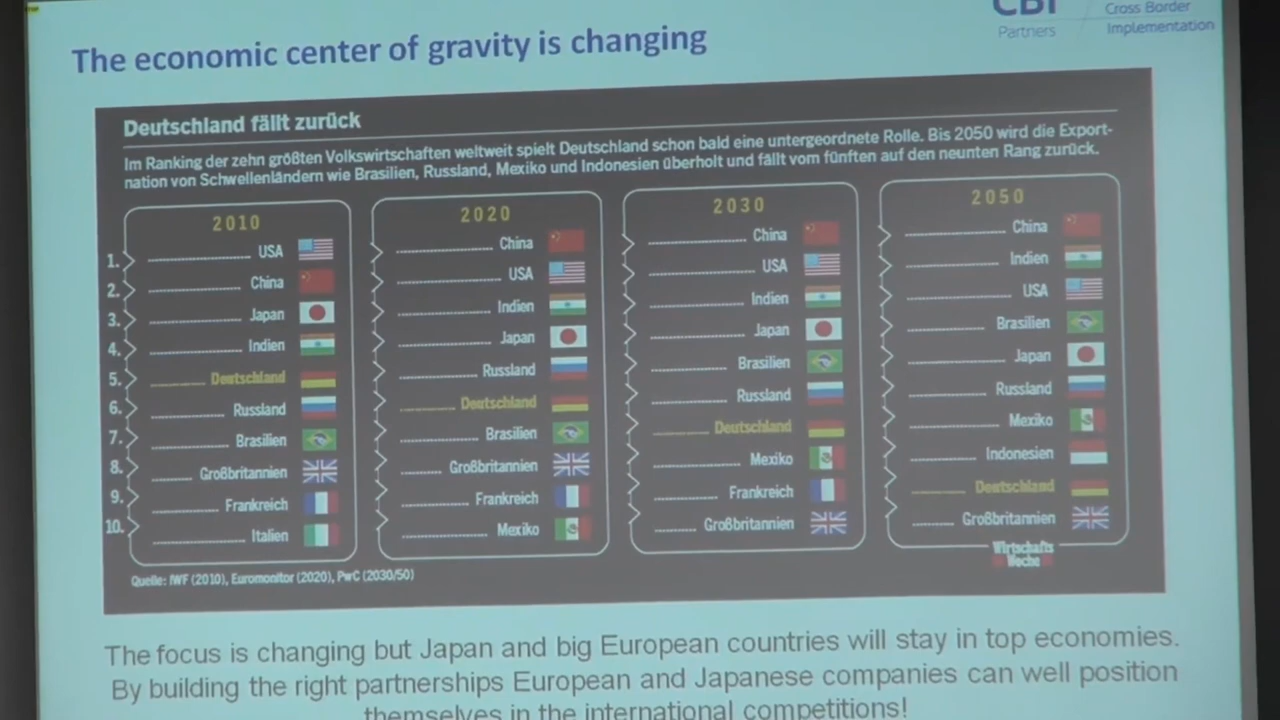 CBI
Partners
Cross Border
Implementation
The economic center of gravity is changing
Deutschland fällt zurück
Im Ranking der zehn größten Volkswirtschaften weltweit spielt Deutschland schon bald eine untergeordnete Rolle. Bis 2050 wird die Export-
nation von Schwellenländern wie Brasilien, Russland, Mexiko und Indonesien überholt und fällt vom fünften auf den neunten Rang zurück.
2010
1. USA
2. China
3. Japan
4. Indien
5. Deutschland
6. Russland
7. Brasilien
8. Großbritannien
9. Frankreich
10. Italien
2020
China
USA
Indien
Japan
Russland
Deutschland
Brasilien
Großbritannien
Frankreich
Mexiko
2030
China
USA
Indien
Japan
Brasilien
Russland
Deutschland
Mexiko
Frankreich
Großbritannien
2050
China
Indien
USA
Brasilien
Japan
Russland
Mexiko
Indonesien
Deutschland
Großbritannien
Wirtschafts
Woche
Quelle: IWF (2010), Euromonitor (2020), PwC (2030/50)
The focus is changing but Japan and big European countries will stay in top economies.
By building the right partnerships European and Japanese companies can well position
themselves in the international competitions!